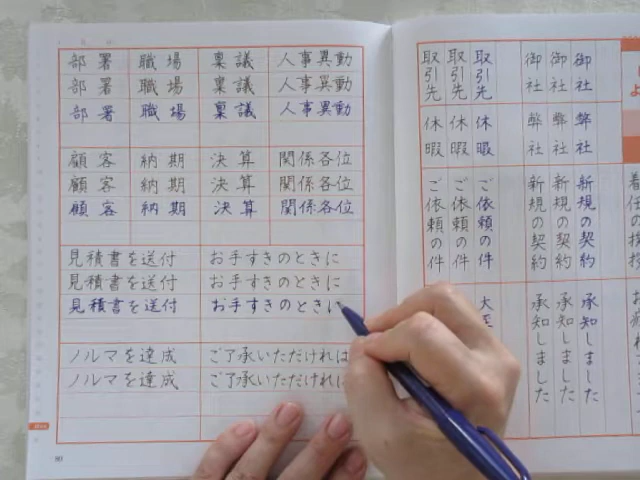 部署 職場 稟議 人事異動
部署 職場 稟議 人事異動
部署 職場 稟議 人事異動
顧客 納期 決算 関係各位
顧客 納期 決算 関係各位
顧客 納期 決算 関係各位
見積書を送付 お手すきのときに
見積書を送付 お手すきのときに
見積書を送付 お手すきのときに
ノルマを達成 ご了承いただければ
ノルマを達成 ご了承いただければ
御社 弊社 新規の契約 承知しました
御社 弊社 新規の契約 承知しました
御社 弊社 新規の契約 承知しました
取引先 休暇 ご依頼の件
取引先 休暇 ご依頼の件
取引先 休暇 ご依頼の件